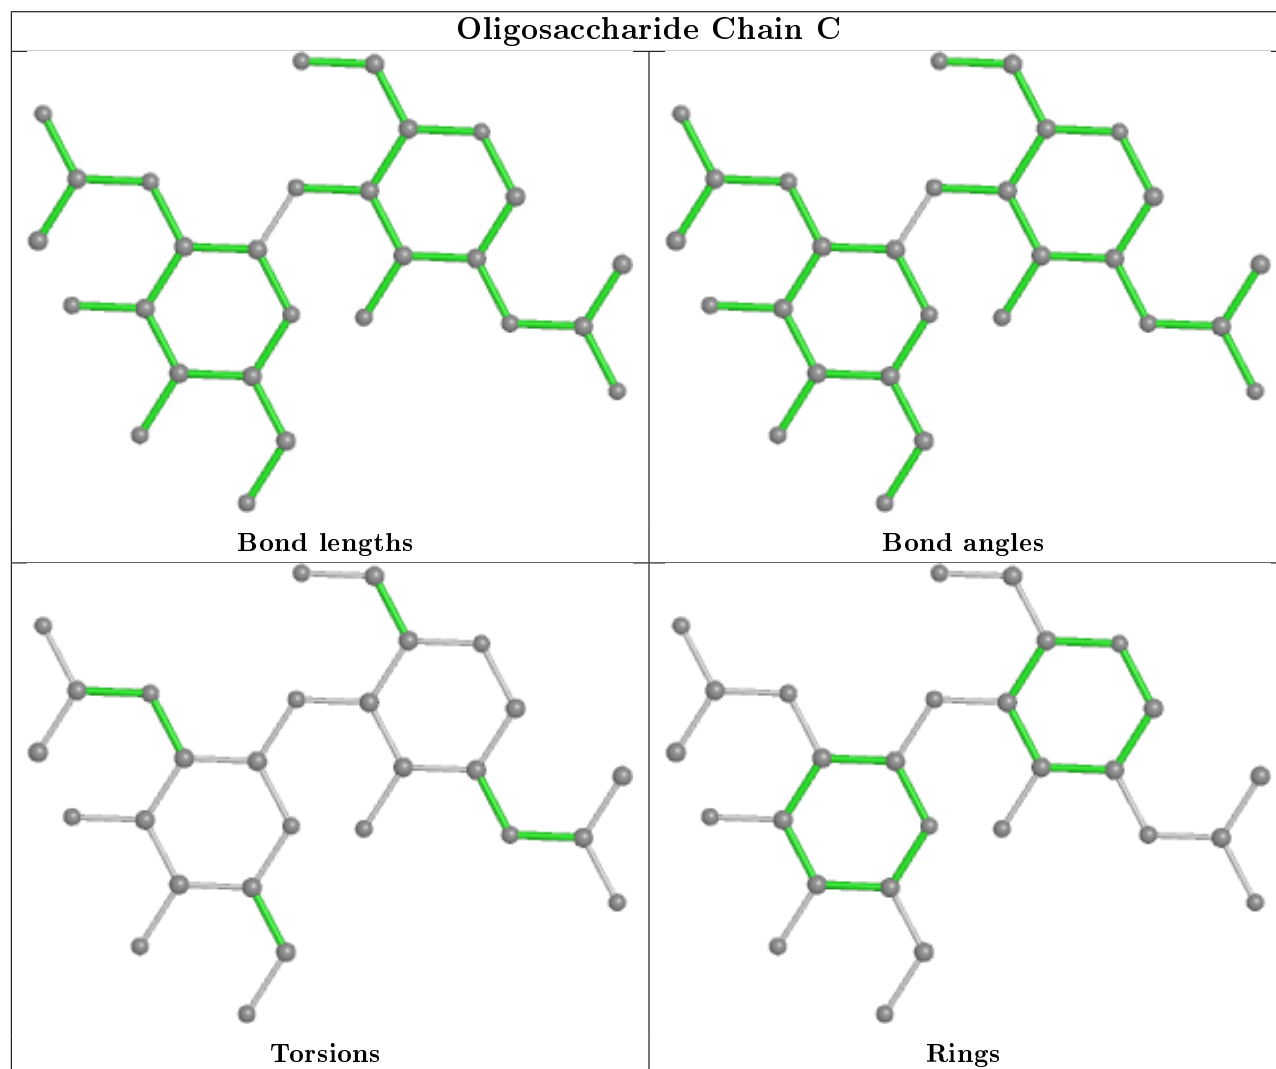 Oligosaccharide Chain C
Bond lengths
Bond angles
Torsions
Rings